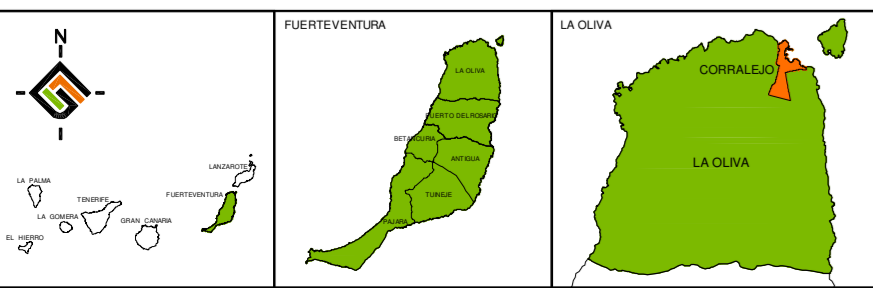 N
LANZAROTE
LA PALMA
FUERTEVENTURA
TENERIFE
LA GOMERA
GRAN CANARIA
EL HIERRO
FUERTEVENTURA
LA OLIVA
PUERTO DEL ROSARIO
BETANCURIA
ANTIGUA
TUINEJE
PAJARA
LA OLIVA
CORRALEJO
LA OLIVA